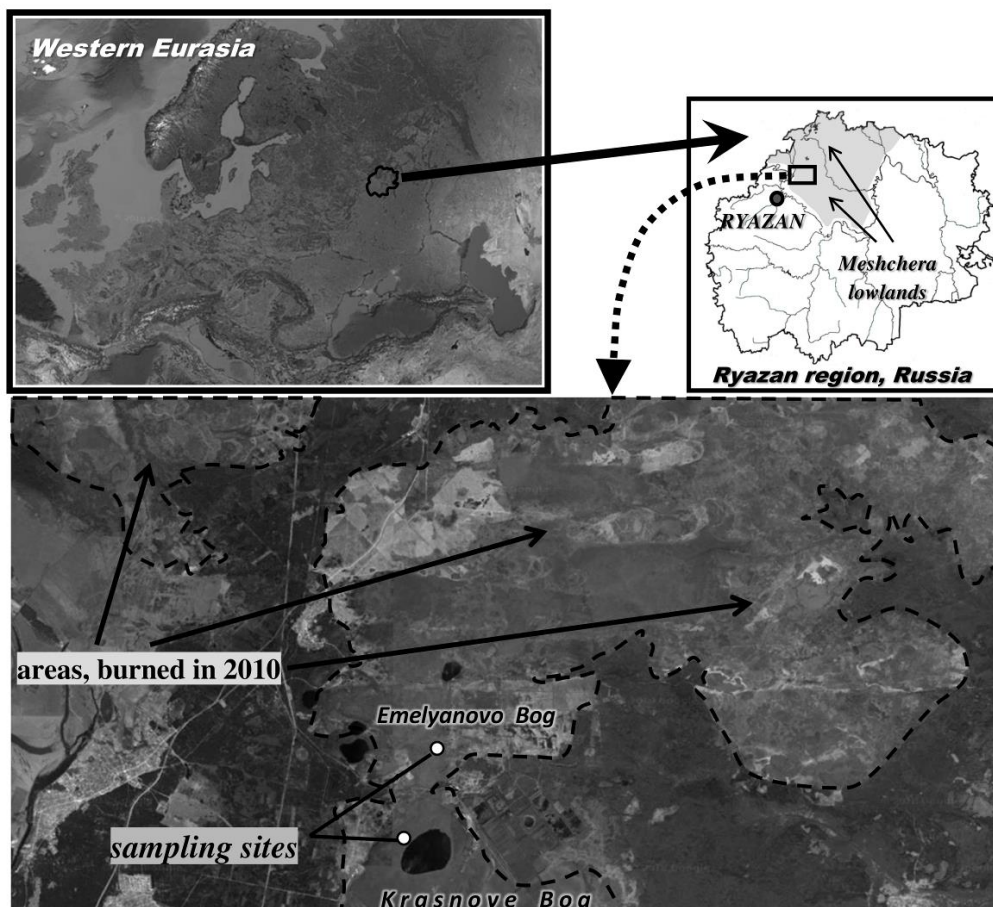 Western Eurasia
RYAZAN
Meshchera
lowlands
Ryazan region, Russia
areas, burned in 2010
Emelyanovo Bog
sampling sites
Krasnoye Bog